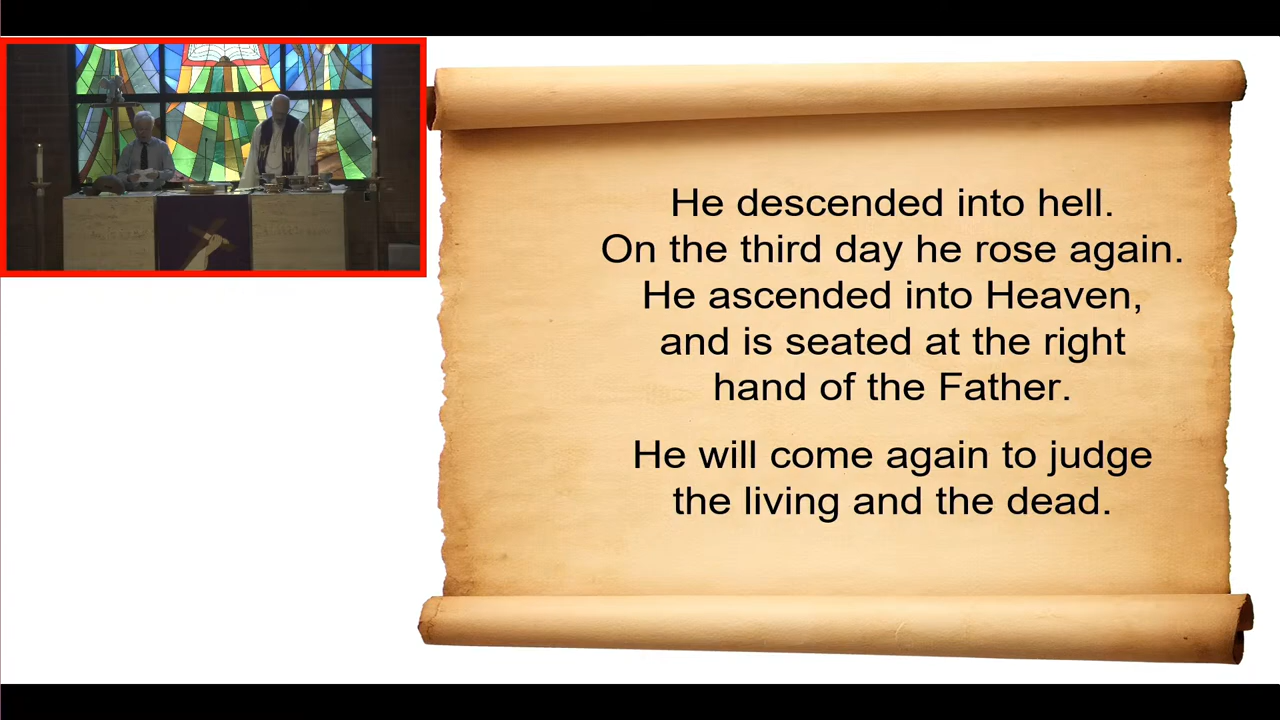 He descended into hell.
On the third day he rose again.
He ascended into Heaven,
and is seated at the right
hand of the Father.
He will come again to judge
the living and the dead.